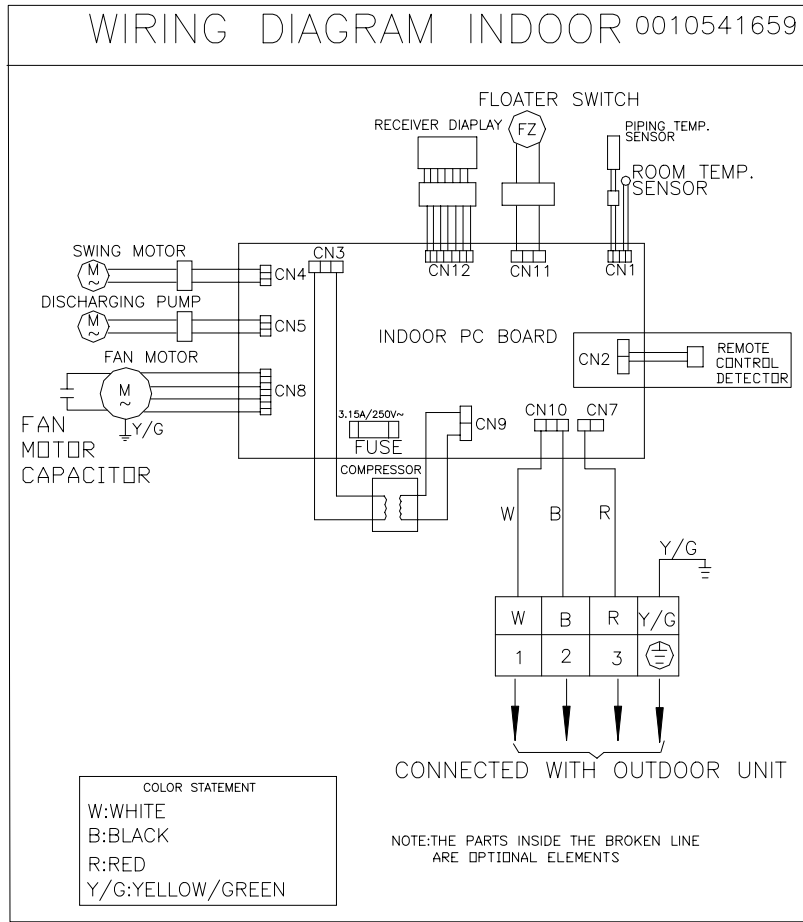 WIRING DIAGRAM INDOOR 0010541659
FLOATER SWITCH
RECEIVER DIAPLAY
FZ
PIPING TEMP.
SENSOR
ROOM TEMP.
SENSOR
SWING MOTOR
M
~
CN4
CN3
CN12
CN11
CN1
DISCHARGING PUMP
M
~
CN5
INDOOR PC BOARD
CN2
REMOTE
CONTROL
DETECTOR
FAN MOTOR
M
~
CN8
Y/G
FAN
MOTOR
CAPACITOR
3.15A/250V~
FUSE
CN9
CN10
CN7
COMPRESSOR
W
B
R
Y/G
W B R Y/G
1 2 3
CONNECTED WITH OUTDOOR UNIT
COLOR STATEMENT
W:WHITE
B:BLACK
R:RED
Y/G:YELLOW/GREEN
NOTE:THE PARTS INSIDE THE BROKEN LINE
ARE OPTIONAL ELEMENTS